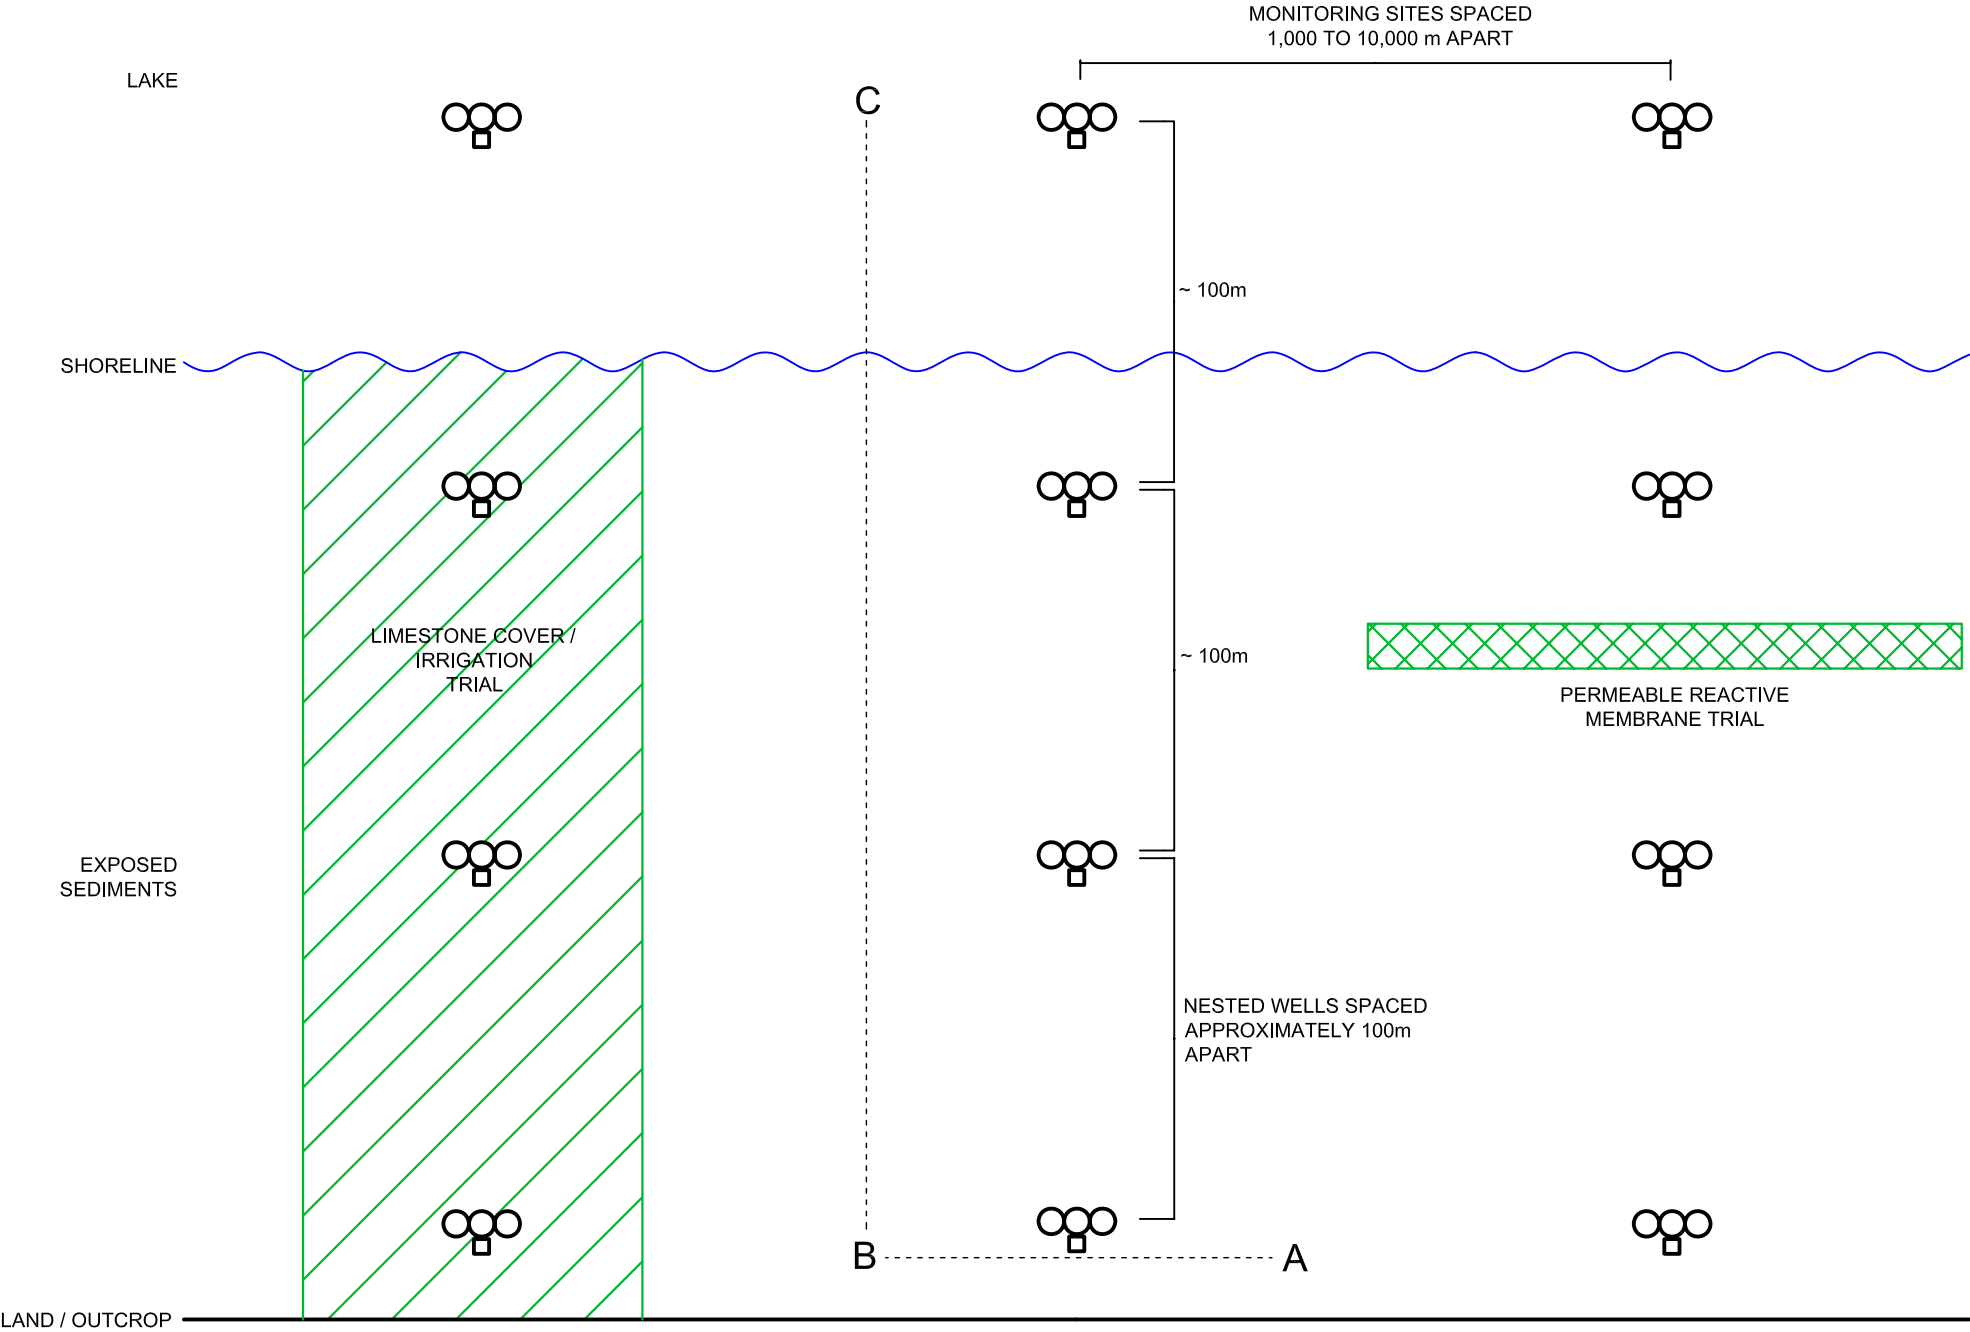 MONITORING SITES SPACED
1,000 TO 10,000 m APART
LAKE
C
~ 100m
SHORELINE
LIMESTONE COVER /
IRRIGATION
TRIAL
~ 100m
PERMEABLE REACTIVE
MEMBRANE TRIAL
EXPOSED
SEDIMENTS
NESTED WELLS SPACED
APPROXIMATELY 100m
APART
B
A
LAND / OUTCROP